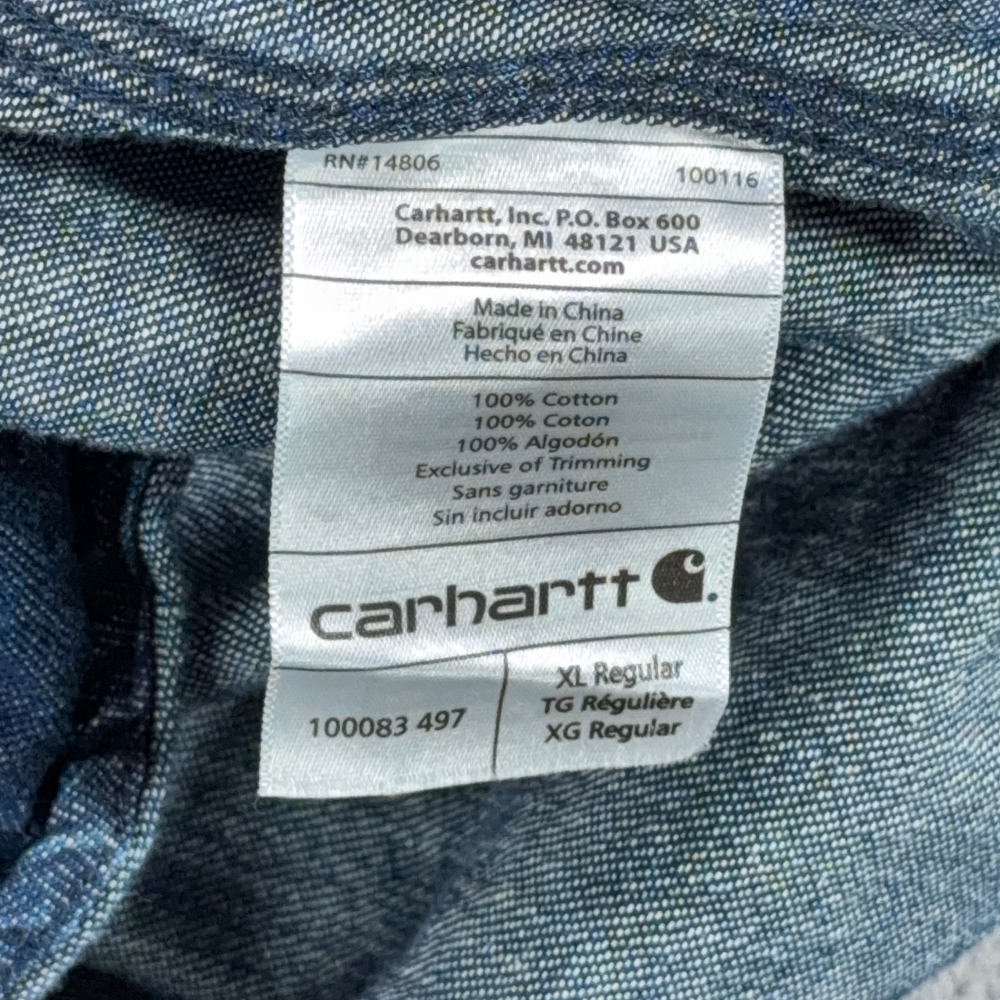 RN#14806 100116
Carhartt, Inc. P.O. Box 600
Dearborn, MI 48121 USA
carhartt.com
Made in China
Fabriqué en Chine
Hecho en China
100% Cotton
100% Coton
100% Algodón
Exclusive of Trimming
Sans garniture
Sin incluir adorno
carhartt
100083 497
XL Regular
TG Régulière
XG Regular